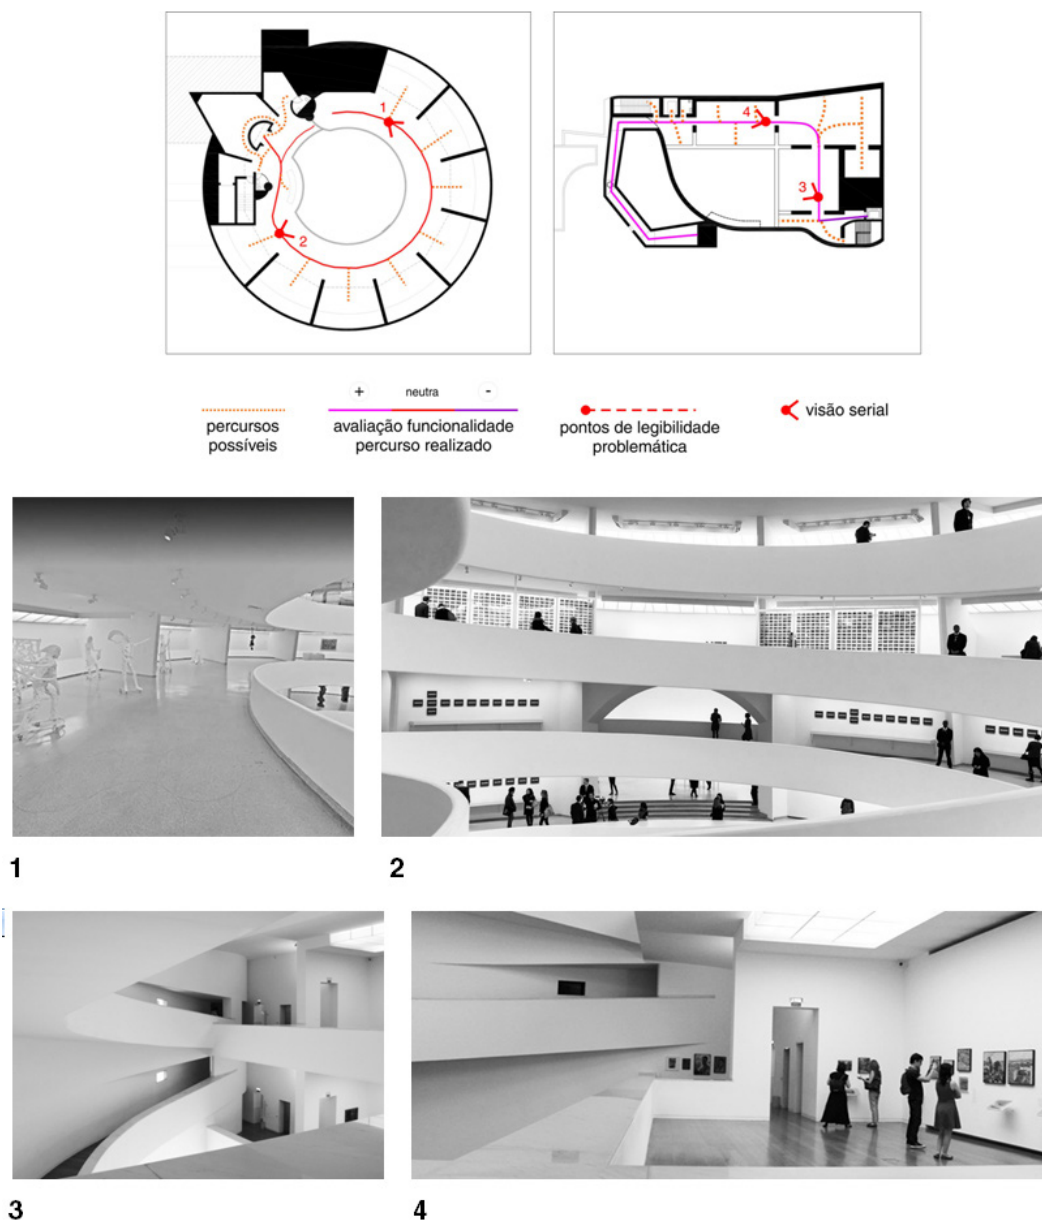 1
2
4
3
+ neutra -
percursos
possíveis
avaliação funcionalidade
percurso realizado
pontos de legibilidade
problemática
visão serial
1
2
3
4